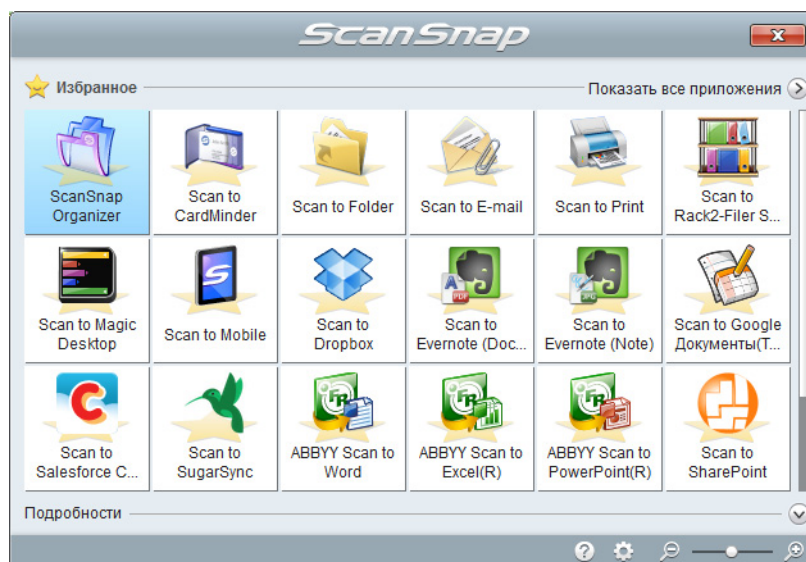 ScanSnap
Избранное
Показать все приложения
ScanSnap
Organizer
Scan to
CardMinder
Scan to Folder
Scan to E-mail
Scan to Print
Scan to
Rack2-Filer S...
Scan to Magic
Desktop
Scan to Mobile
Scan to
Dropbox
Scan to
Evernote (Doc...
Scan to
Evernote (Note)
Scan to Google
Документы(T...
Scan to
Salesforce C...
Scan to
SugarSync
ABBYY Scan to
Word
ABBYY Scan to
Excel(R)
ABBYY Scan to
PowerPoint(R)
Scan to
SharePoint
Подробности